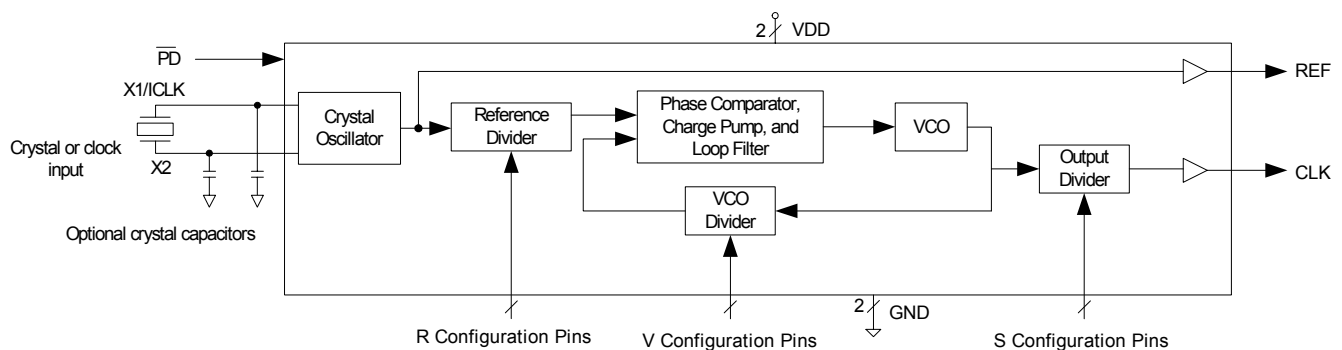 2 VDD
PD
REF
X1/ICLK
Crystal
Oscillator
Reference
Divider
Phase Comparator,
Charge Pump, and
Loop Filter
VCO
Crystal or clock
input
X2
Output
Divider
CLK
VCO
Divider
Optional crystal capacitors
2 GND
R Configuration Pins
V Configuration Pins
S Configuration Pins